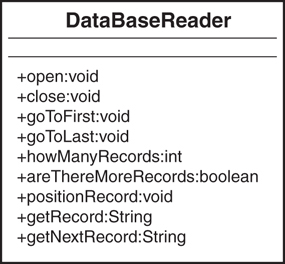 DataBaseReader
+open:void
+close:void
+goToFirst:void
+goToLast:void
+howManyRecords:int
+areThereMoreRecords:boolean
+positionRecord:void
+getRecord:String
+getNextRecord:String